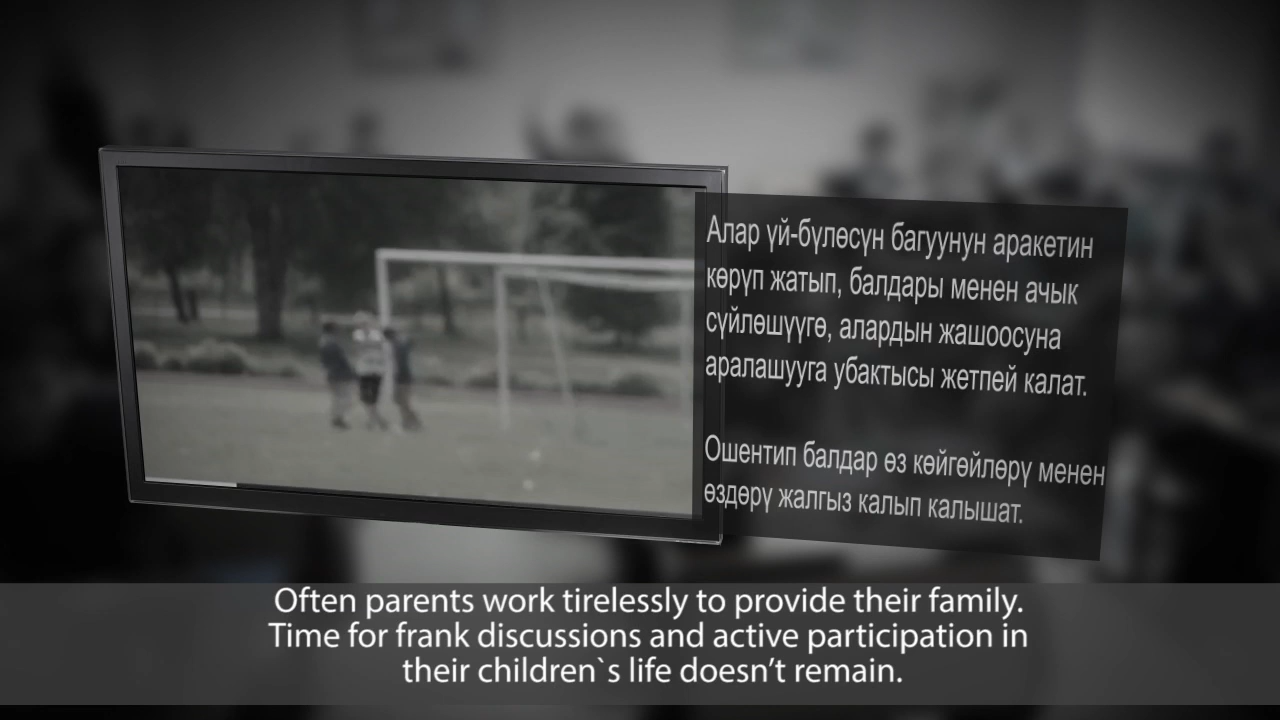 Алар үй-бүлөсүн багуунун аракетин
көрүп жатып, балдары менен ачык
сүйлөшүүгө, алардын жашоосуна
аралашууга убактысы жетпей калат.
Ошентип балдар өз көйгөйлөрү менен
өздөрү жалгыз калып калышат.
Often parents work tirelessly to provide their family.
Time for frank discussions and active participation in
their children`s life doesn’t remain.